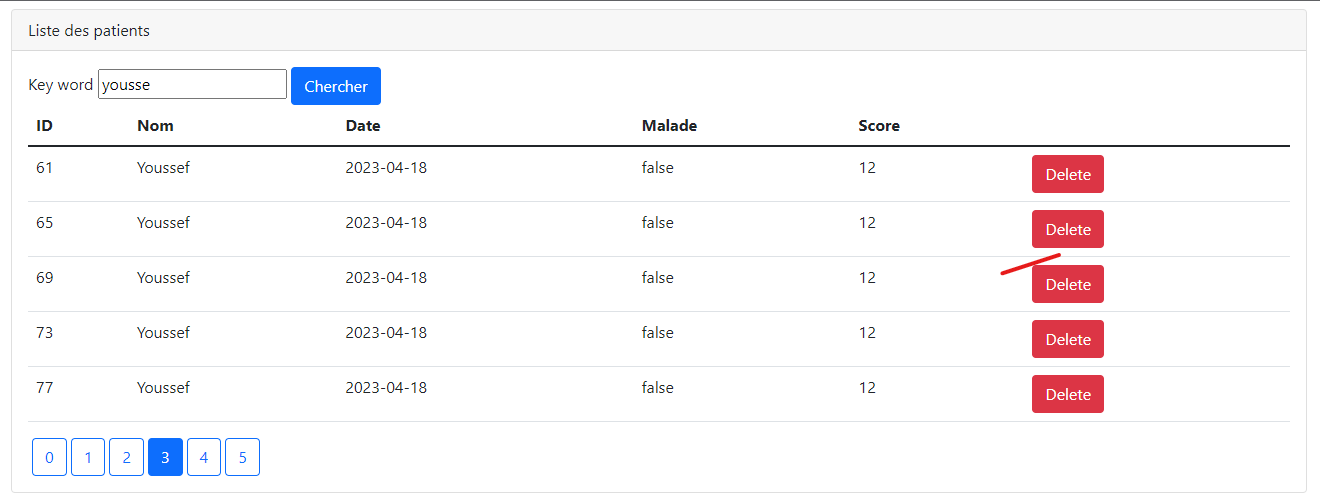 Liste des patients
Key word yousse Chercher
ID Nom Date Malade Score
61 Youssef 2023-04-18 false 12 Delete
65 Youssef 2023-04-18 false 12 Delete
69 Youssef 2023-04-18 false 12 Delete
73 Youssef 2023-04-18 false 12 Delete
77 Youssef 2023-04-18 false 12 Delete
0 1 2 3 4 5